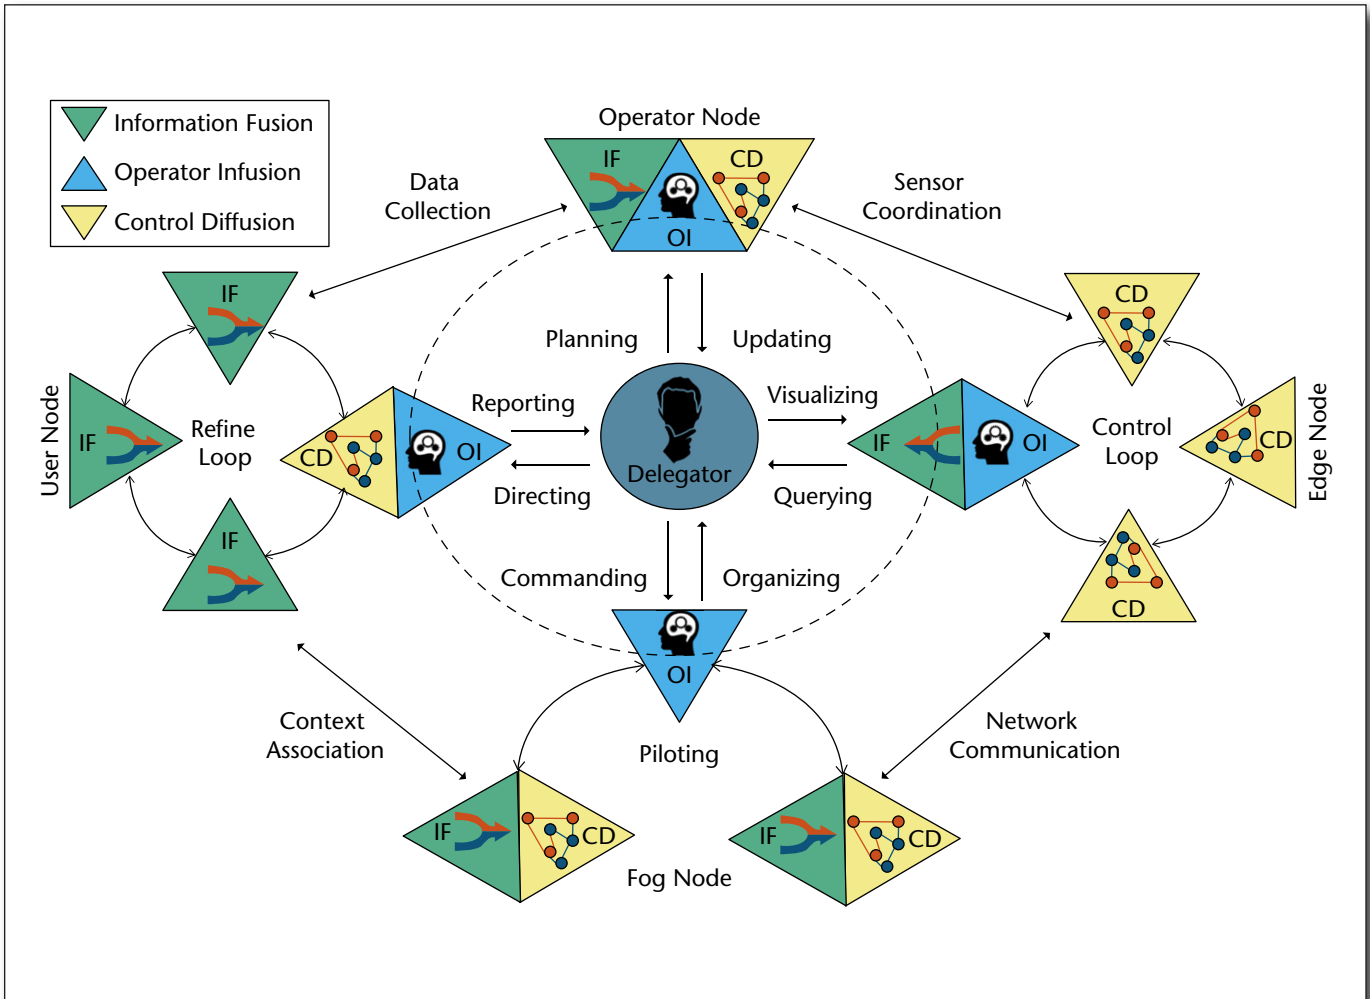 Information Fusion
Operator Infusion
Control Diffusion
Operator Node
IF
CD
OI
Data
Collection
Sensor
Coordination
IF
CD
Planning
Updating
User Node
IF
Refine
Loop
CD
OI
Reporting
Directing
Delegator
Visualizing
Querying
IF
OI
Control
Loop
CD
Edge Node
IF
CD
Commanding
Organizing
OI
Context
Association
Piloting
Network
Communication
IF
CD
IF
CD
Fog Node